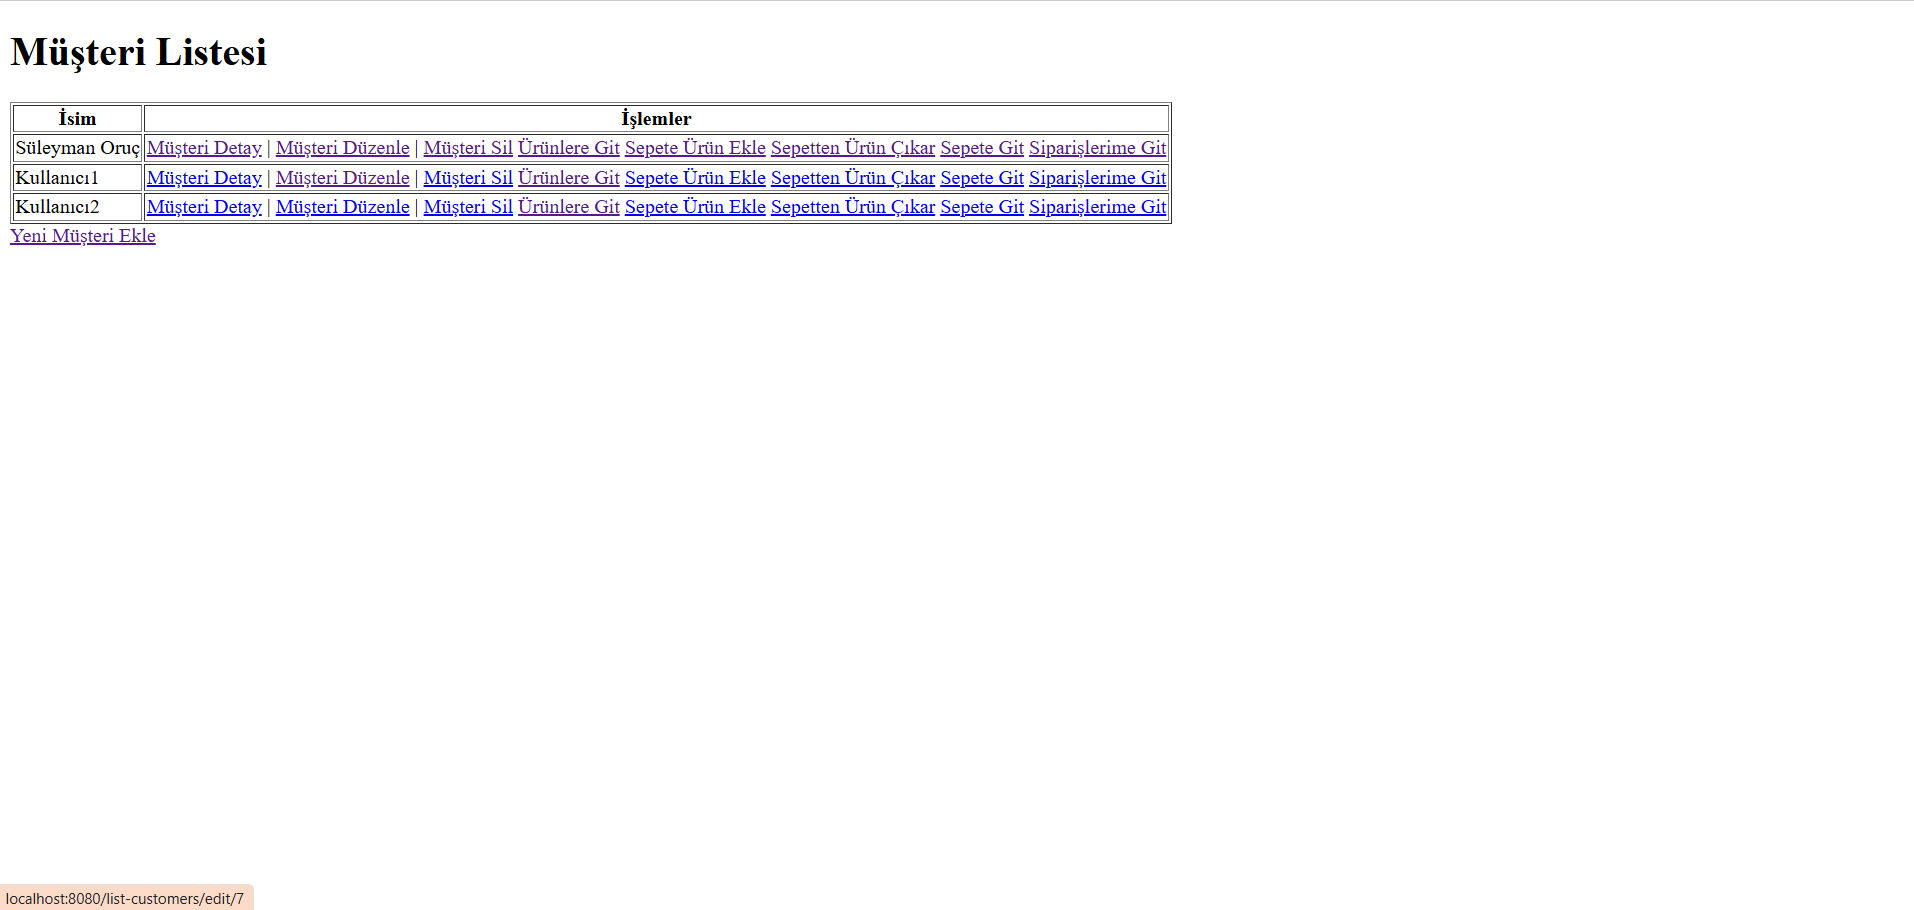 Müşteri Listesi
İsim İşlemler
Süleyman Oruç Müşteri Detay | Müşteri Düzenle | Müşteri Sil Ürünlere Git Sepete Ürün Ekle Sepetten Ürün Çıkar Sepete Git Siparişlerime Git
Kullanıcı1 Müşteri Detay | Müşteri Düzenle | Müşteri Sil Ürünlere Git Sepete Ürün Ekle Sepetten Ürün Çıkar Sepete Git Siparişlerime Git
Kullanıcı2 Müşteri Detay | Müşteri Düzenle | Müşteri Sil Ürünlere Git Sepete Ürün Ekle Sepetten Ürün Çıkar Sepete Git Siparişlerime Git
Yeni Müşteri Ekle
localhost:8080/list-customers/edit/7